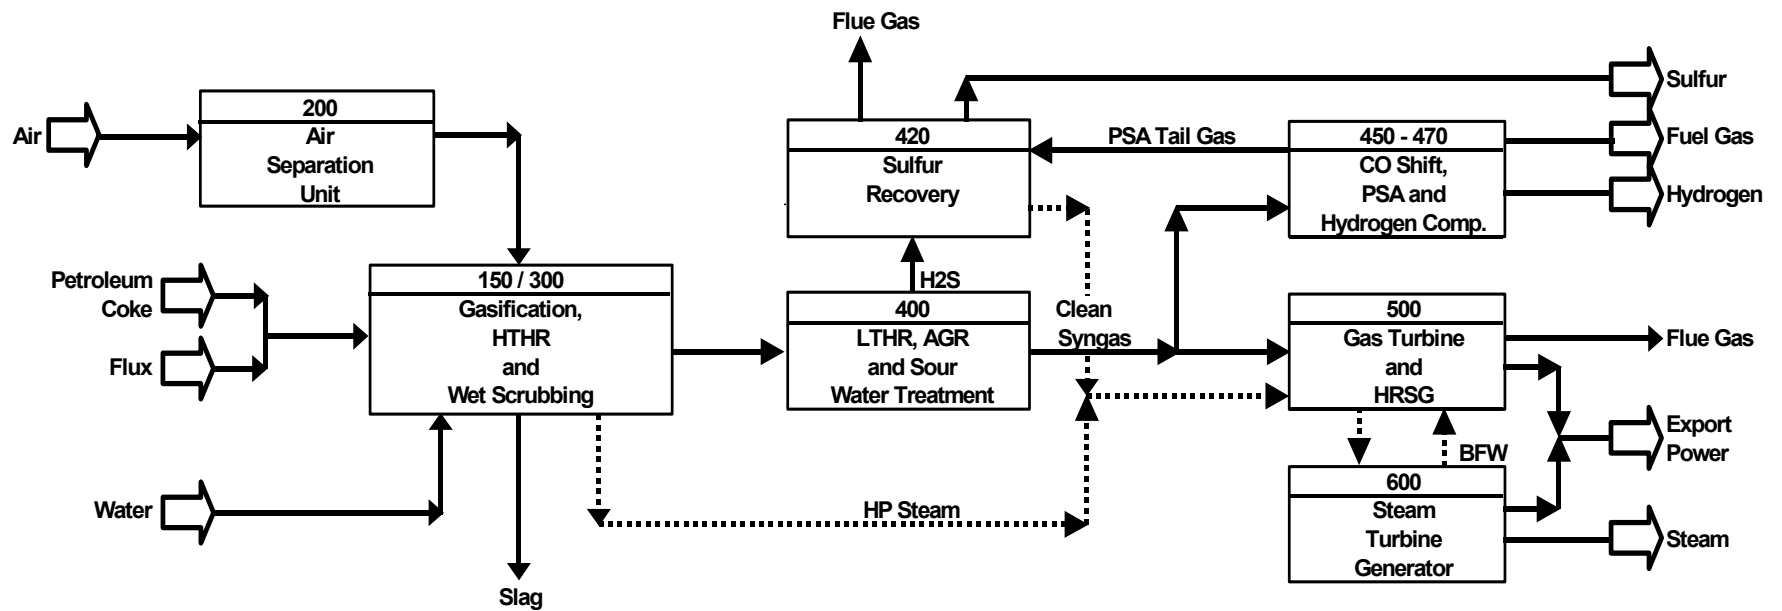 Flue Gas
Sulfur
200
Air
Separation
Unit
Air
420
Sulfur
Recovery
PSA Tail Gas
450 - 470
CO Shift,
PSA and
Hydrogen Comp.
Fuel Gas
Hydrogen
Petroleum
Coke
Flux
150 / 300
Gasification,
HTHR
and
Wet Scrubbing
H2S
400
LTHR, AGR
and Sour
Water Treatment
Clean
Syngas
500
Gas Turbine
and
HRSG
Flue Gas
Export
Power
BFW
600
Steam
Turbine
Generator
Steam
Water
HP Steam
Slag